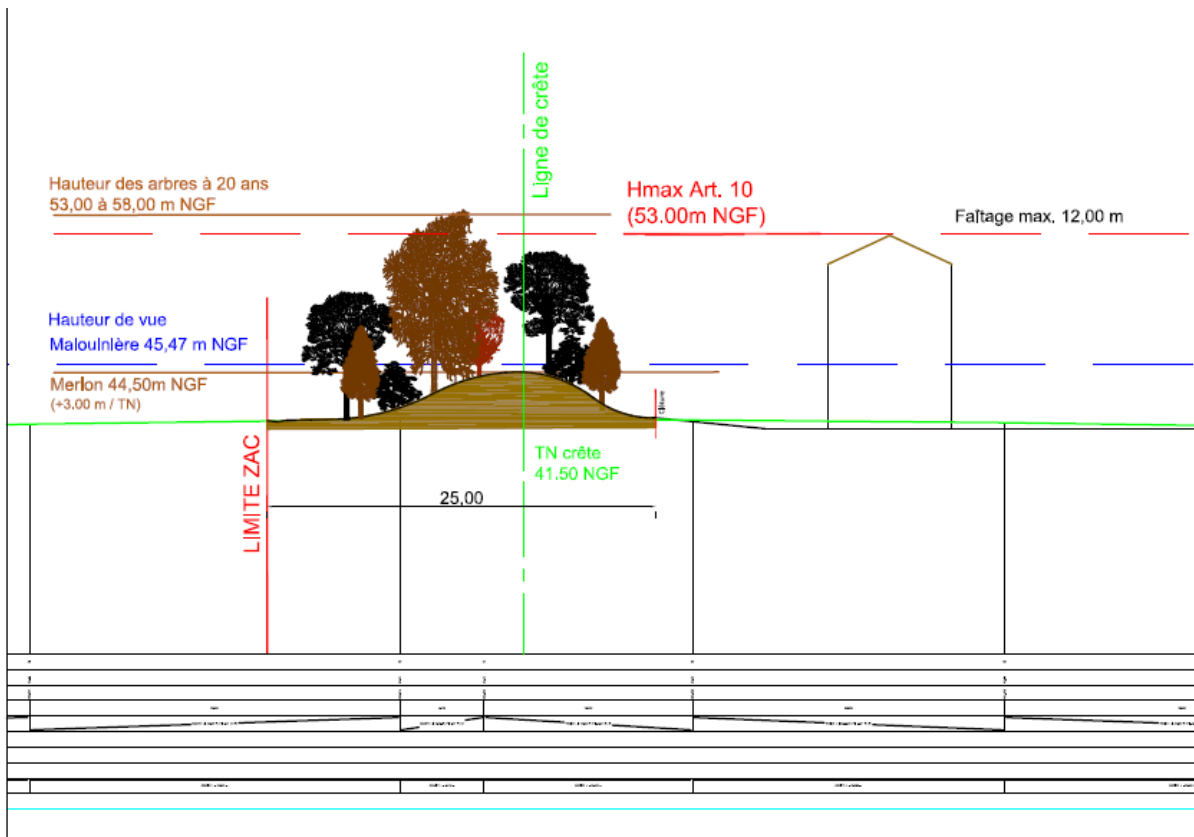 Ligne de crête
Hauteur des arbres à 20 ans
53,00 à 58,00 m NGF
Hmax Art. 10
(53.00m NGF)
Faîtage max. 12,00 m
Hauteur de vue
Malouinière 45,47 m NGF
Merlon 44,50m NGF
(+3.00 m / TN)
Clôture
LIMITE ZAC
TN crête
41.50 NGF
25,00